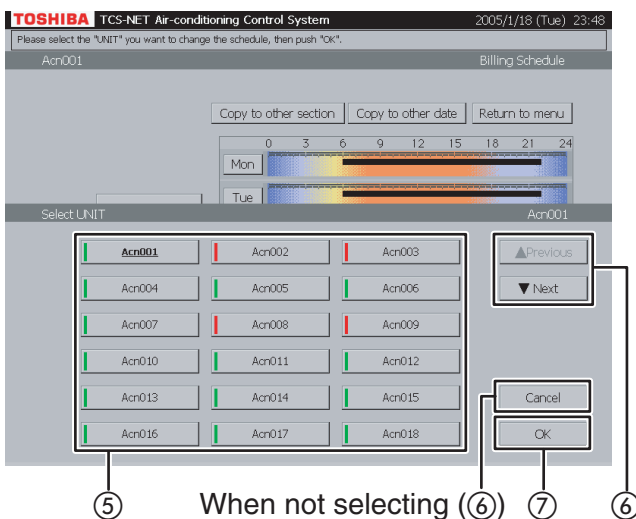 TOSHIBA TCS-NET Air-conditioning Control System 2005/1/18 (Tue) 23:48
Please select the "UNIT" you want to change the schedule, then push "OK".
Acn001 Billing Schedule
Copy to other section Copy to other date Return to menu
0 3 6 9 12 15 18 21 24
Mon
Tue
Select UNIT Acn001
Acn001 Acn002 Acn003 ▲Previous
Acn004 Acn005 Acn006 ▼ Next
Acn007 Acn008 Acn009
Acn010 Acn011 Acn012
Acn013 Acn014 Acn015 Cancel
Acn016 Acn017 Acn018 OK
⑤ When not selecting (⑥) ⑦ ⑥